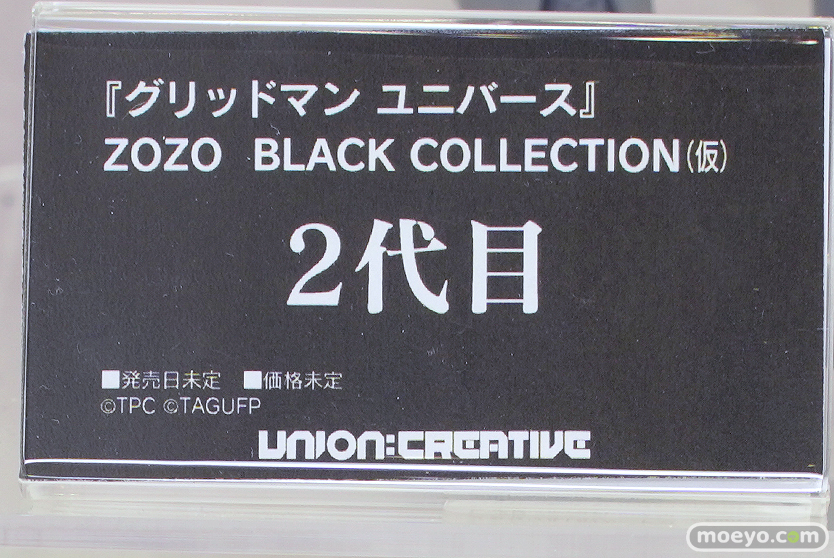 『グリッドマン ユニバース』
ZOZO BLACK COLLECTION(仮)
2代目
■発売日未定 ■価格未定
©TPC ©TAGUFP
UNION:CREATIVE
moeyo.com